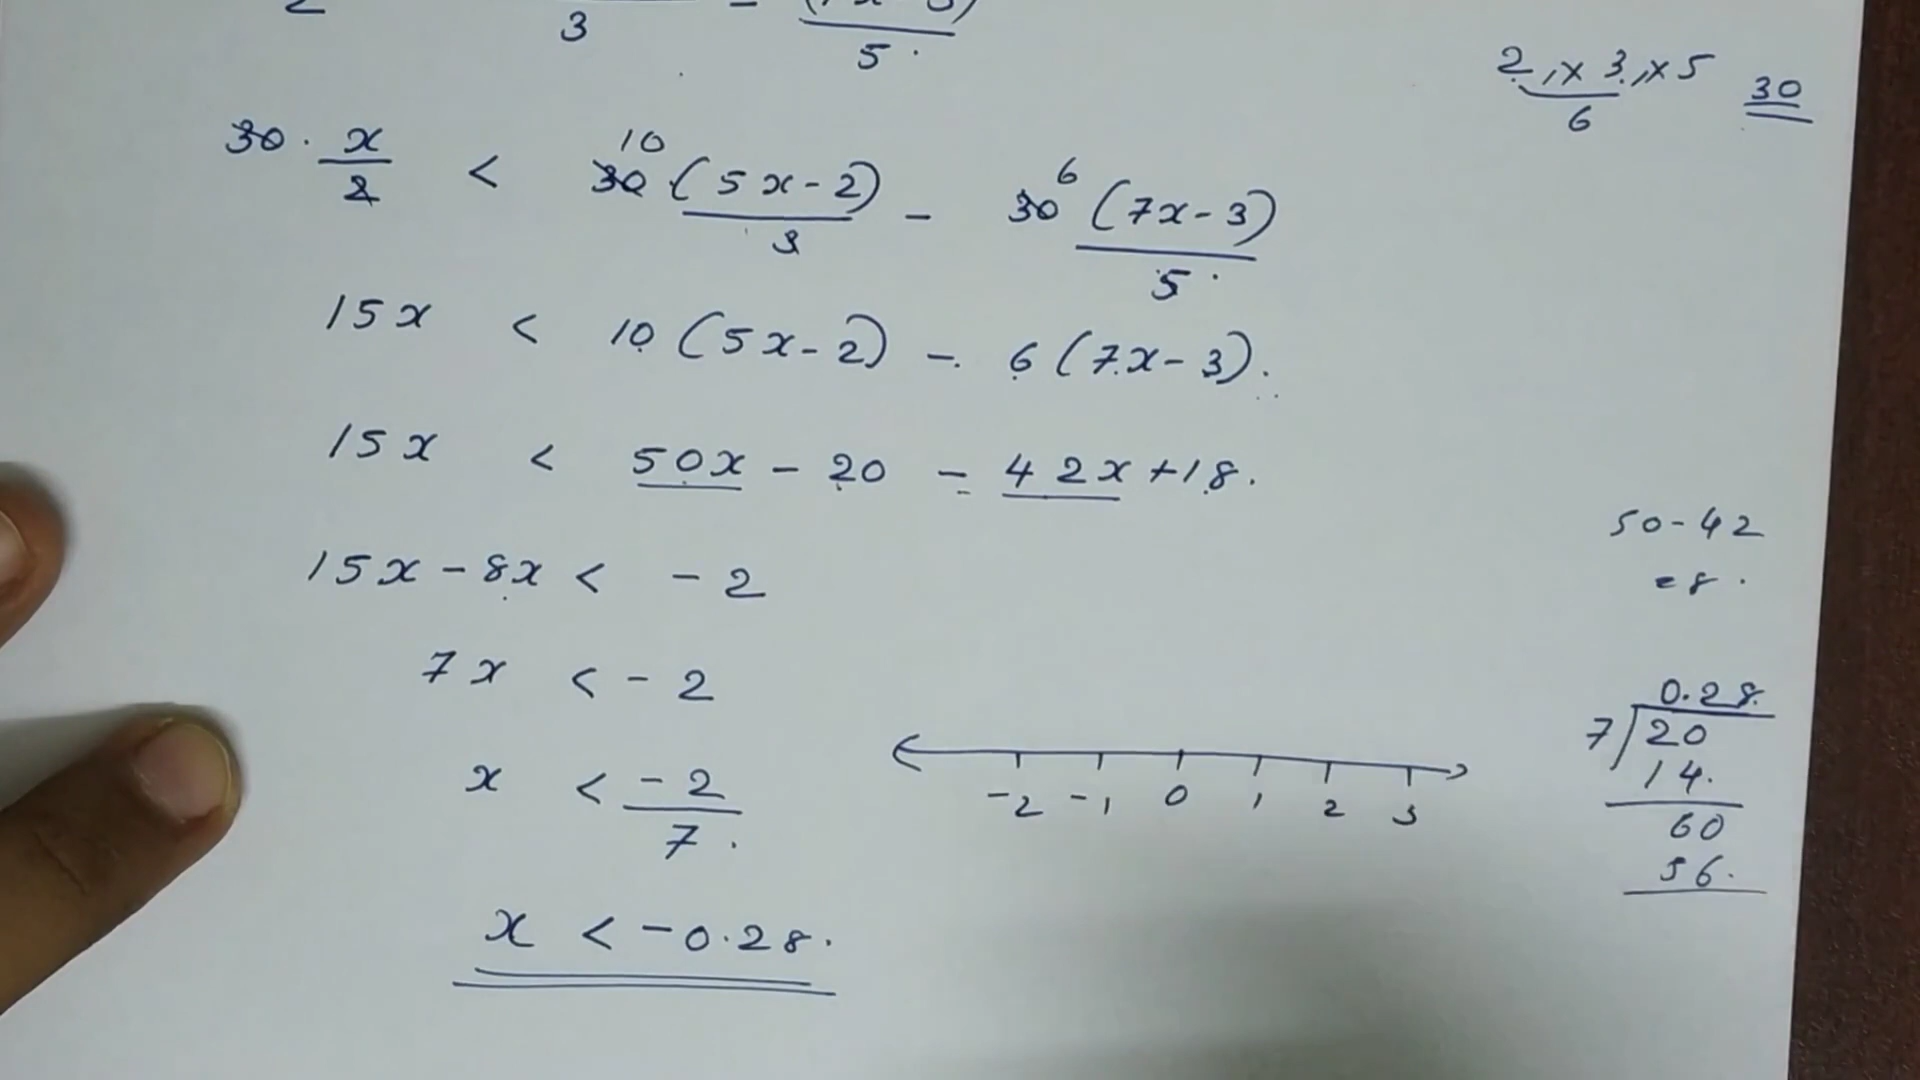 2 3 - 5.
2, × 3, × 5 30
6
30 · x/2 < 30 10 (5x-2)/3 - 30 6 (7x-3)/5.
15x < 10 (5x-2) - 6 (7x-3).
15x < 50x - 20 - 42x +18.
15x - 8x < -2
7x < -2
x < -2/7.
x < -0.28.
-2 -1 0 1 2 3
50-42
=8.
0.28
7 20
14.
60
56.